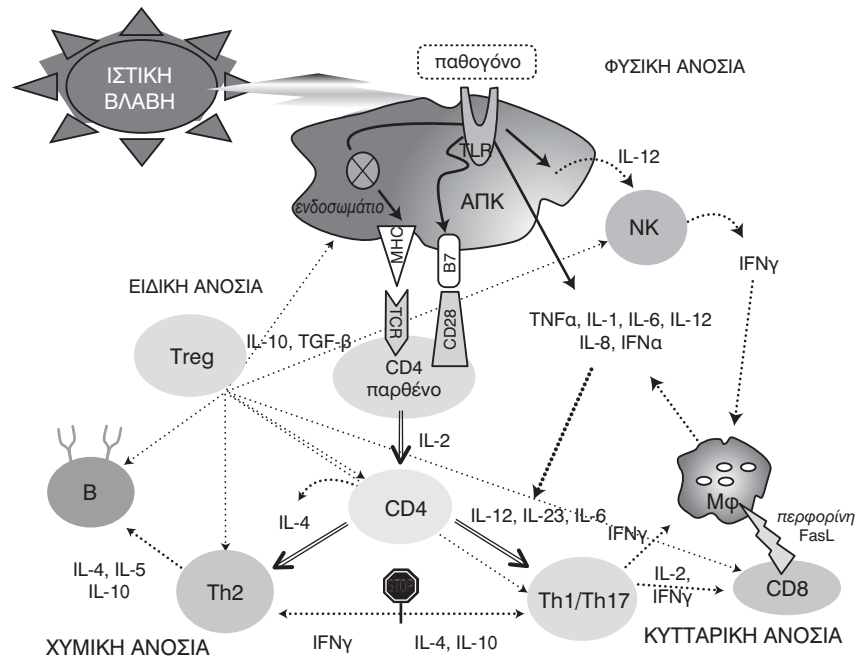 ΙΣΤΙΚΗ
ΒΛΑΒΗ
παθογόνο
ΦΥΣΙΚΗ ΑΝΟΣΙΑ
TLR
IL-12
ΑΠΚ
ενδοσωμάτιο
NK
MHC
B7
IFNγ
ΕΙΔΙΚΗ ΑΝΟΣΙΑ
TCR
CD28
TNFα, IL-1, IL-6, IL-12
IL-8, IFNα
Treg
IL-10, TGF-β
CD4
παρθένο
IL-2
B
CD4
IL-4
IL-12, IL-23, IL-6
IFNγ
Μφ
περφορίνη
FasL
IL-4, IL-5
IL-10
Th2
STOP
Th1/Th17
IL-2,
IFNγ
CD8
ΧΥΜΙΚΗ ΑΝΟΣΙΑ
IFNγ
IL-4, IL-10
ΚΥΤΤΑΡΙΚΗ ΑΝΟΣΙΑ